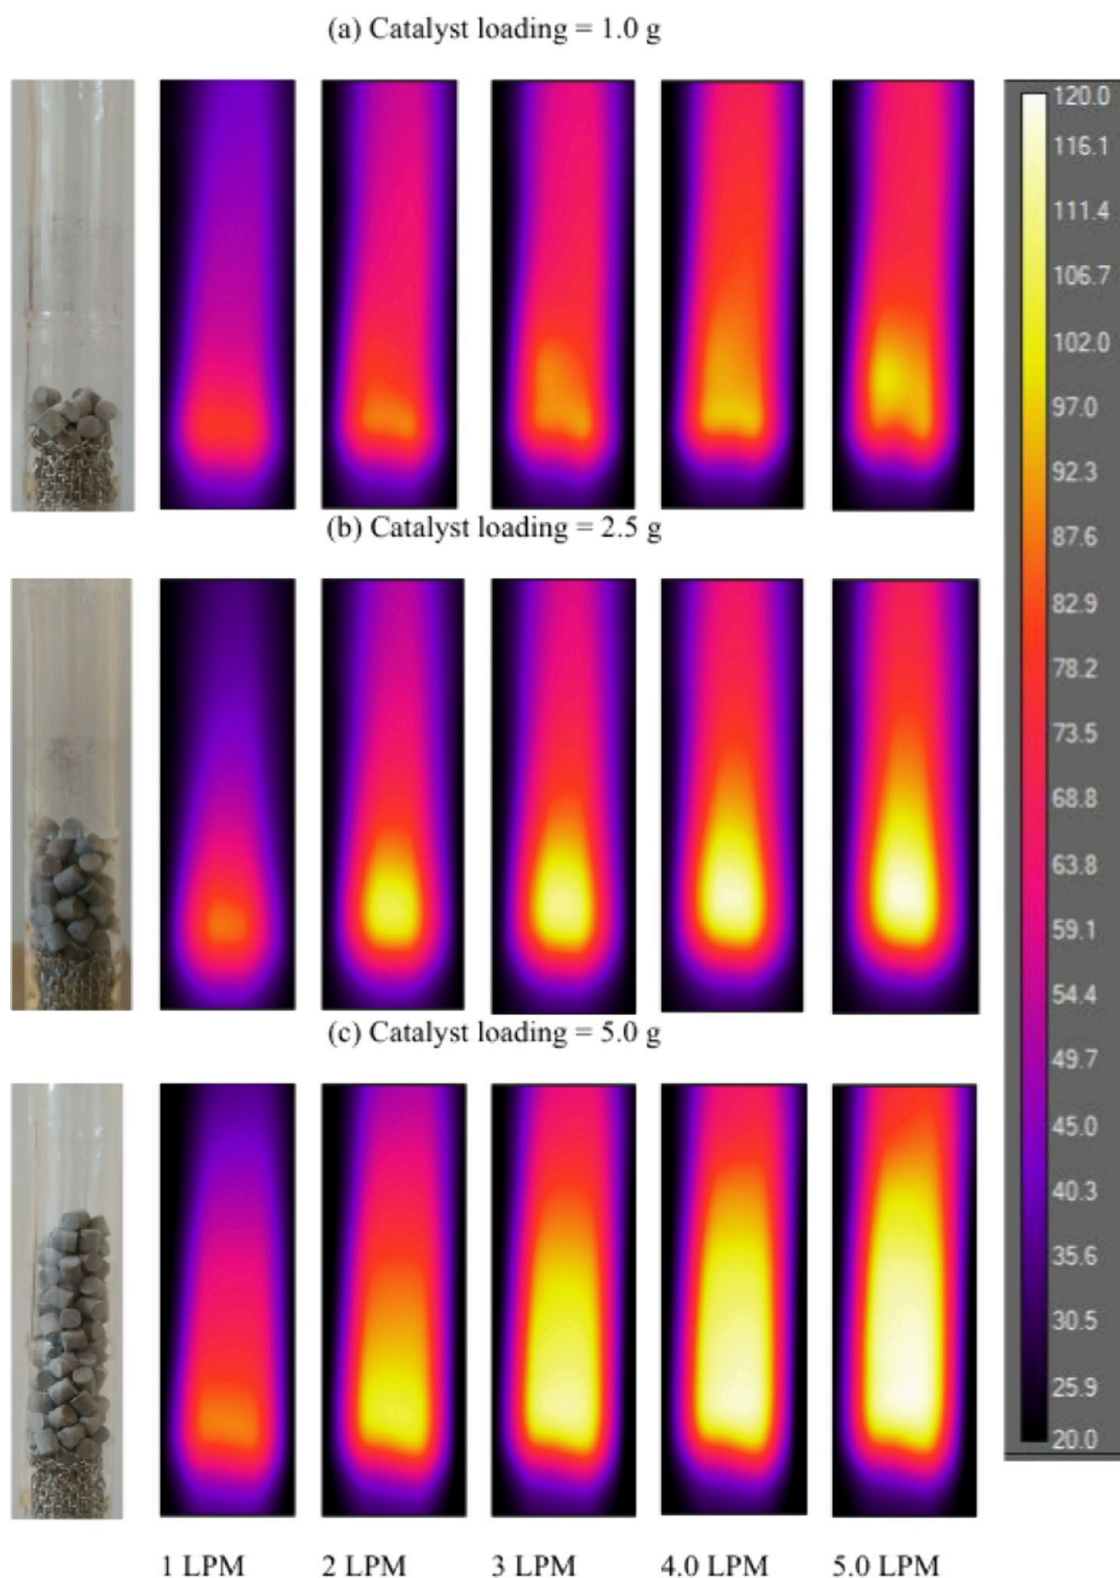 (a) Catalyst loading = 1.0 g
120.0
116.1
111.4
106.7
102.0
97.0
92.3
87.6
82.9
78.2
73.5
68.8
63.8
59.1
54.4
49.7
45.0
40.3
35.6
30.5
25.9
20.0
(b) Catalyst loading = 2.5 g
(c) Catalyst loading = 5.0 g
1 LPM
2 LPM
3 LPM
4.0 LPM
5.0 LPM